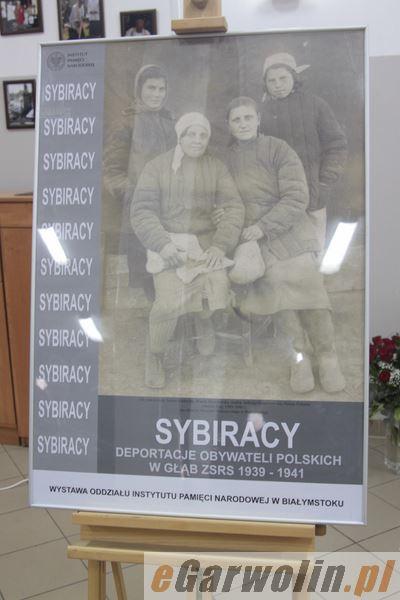 INSTYTUT
PAMIĘCI
NARODOWEJ
SYBIRACY
SYBIRACY
SYBIRACY
SYBIRACY
SYBIRACY
SYBIRACY
SYBIRACY
SYBIRACY
SYBIRACY
SYBIRACY
SYBIRACY
SYBIRACY
DEPORTACJE OBYWATELI POLSKICH
W GŁĄB ZSRS 1939 - 1941
WYSTAWA ODDZIAŁU INSTYTUTU PAMIĘCI NARODOWEJ W BIAŁYMSTOKU
eGarwolin.pl